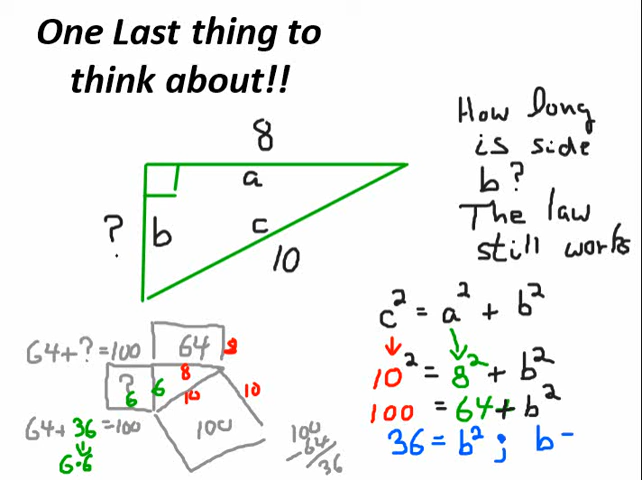 One Last thing to
think about!!
How long
is side
b?
The law
still works
8
a
? b
c
10
c² = a² + b²
10² = 8² + b²
100 = 64 + b²
36 = b² ; b =
64 + ? = 100
64
8
8
?
6
6
10
10
100
64 + 36 = 100
6·6
100
-64
36